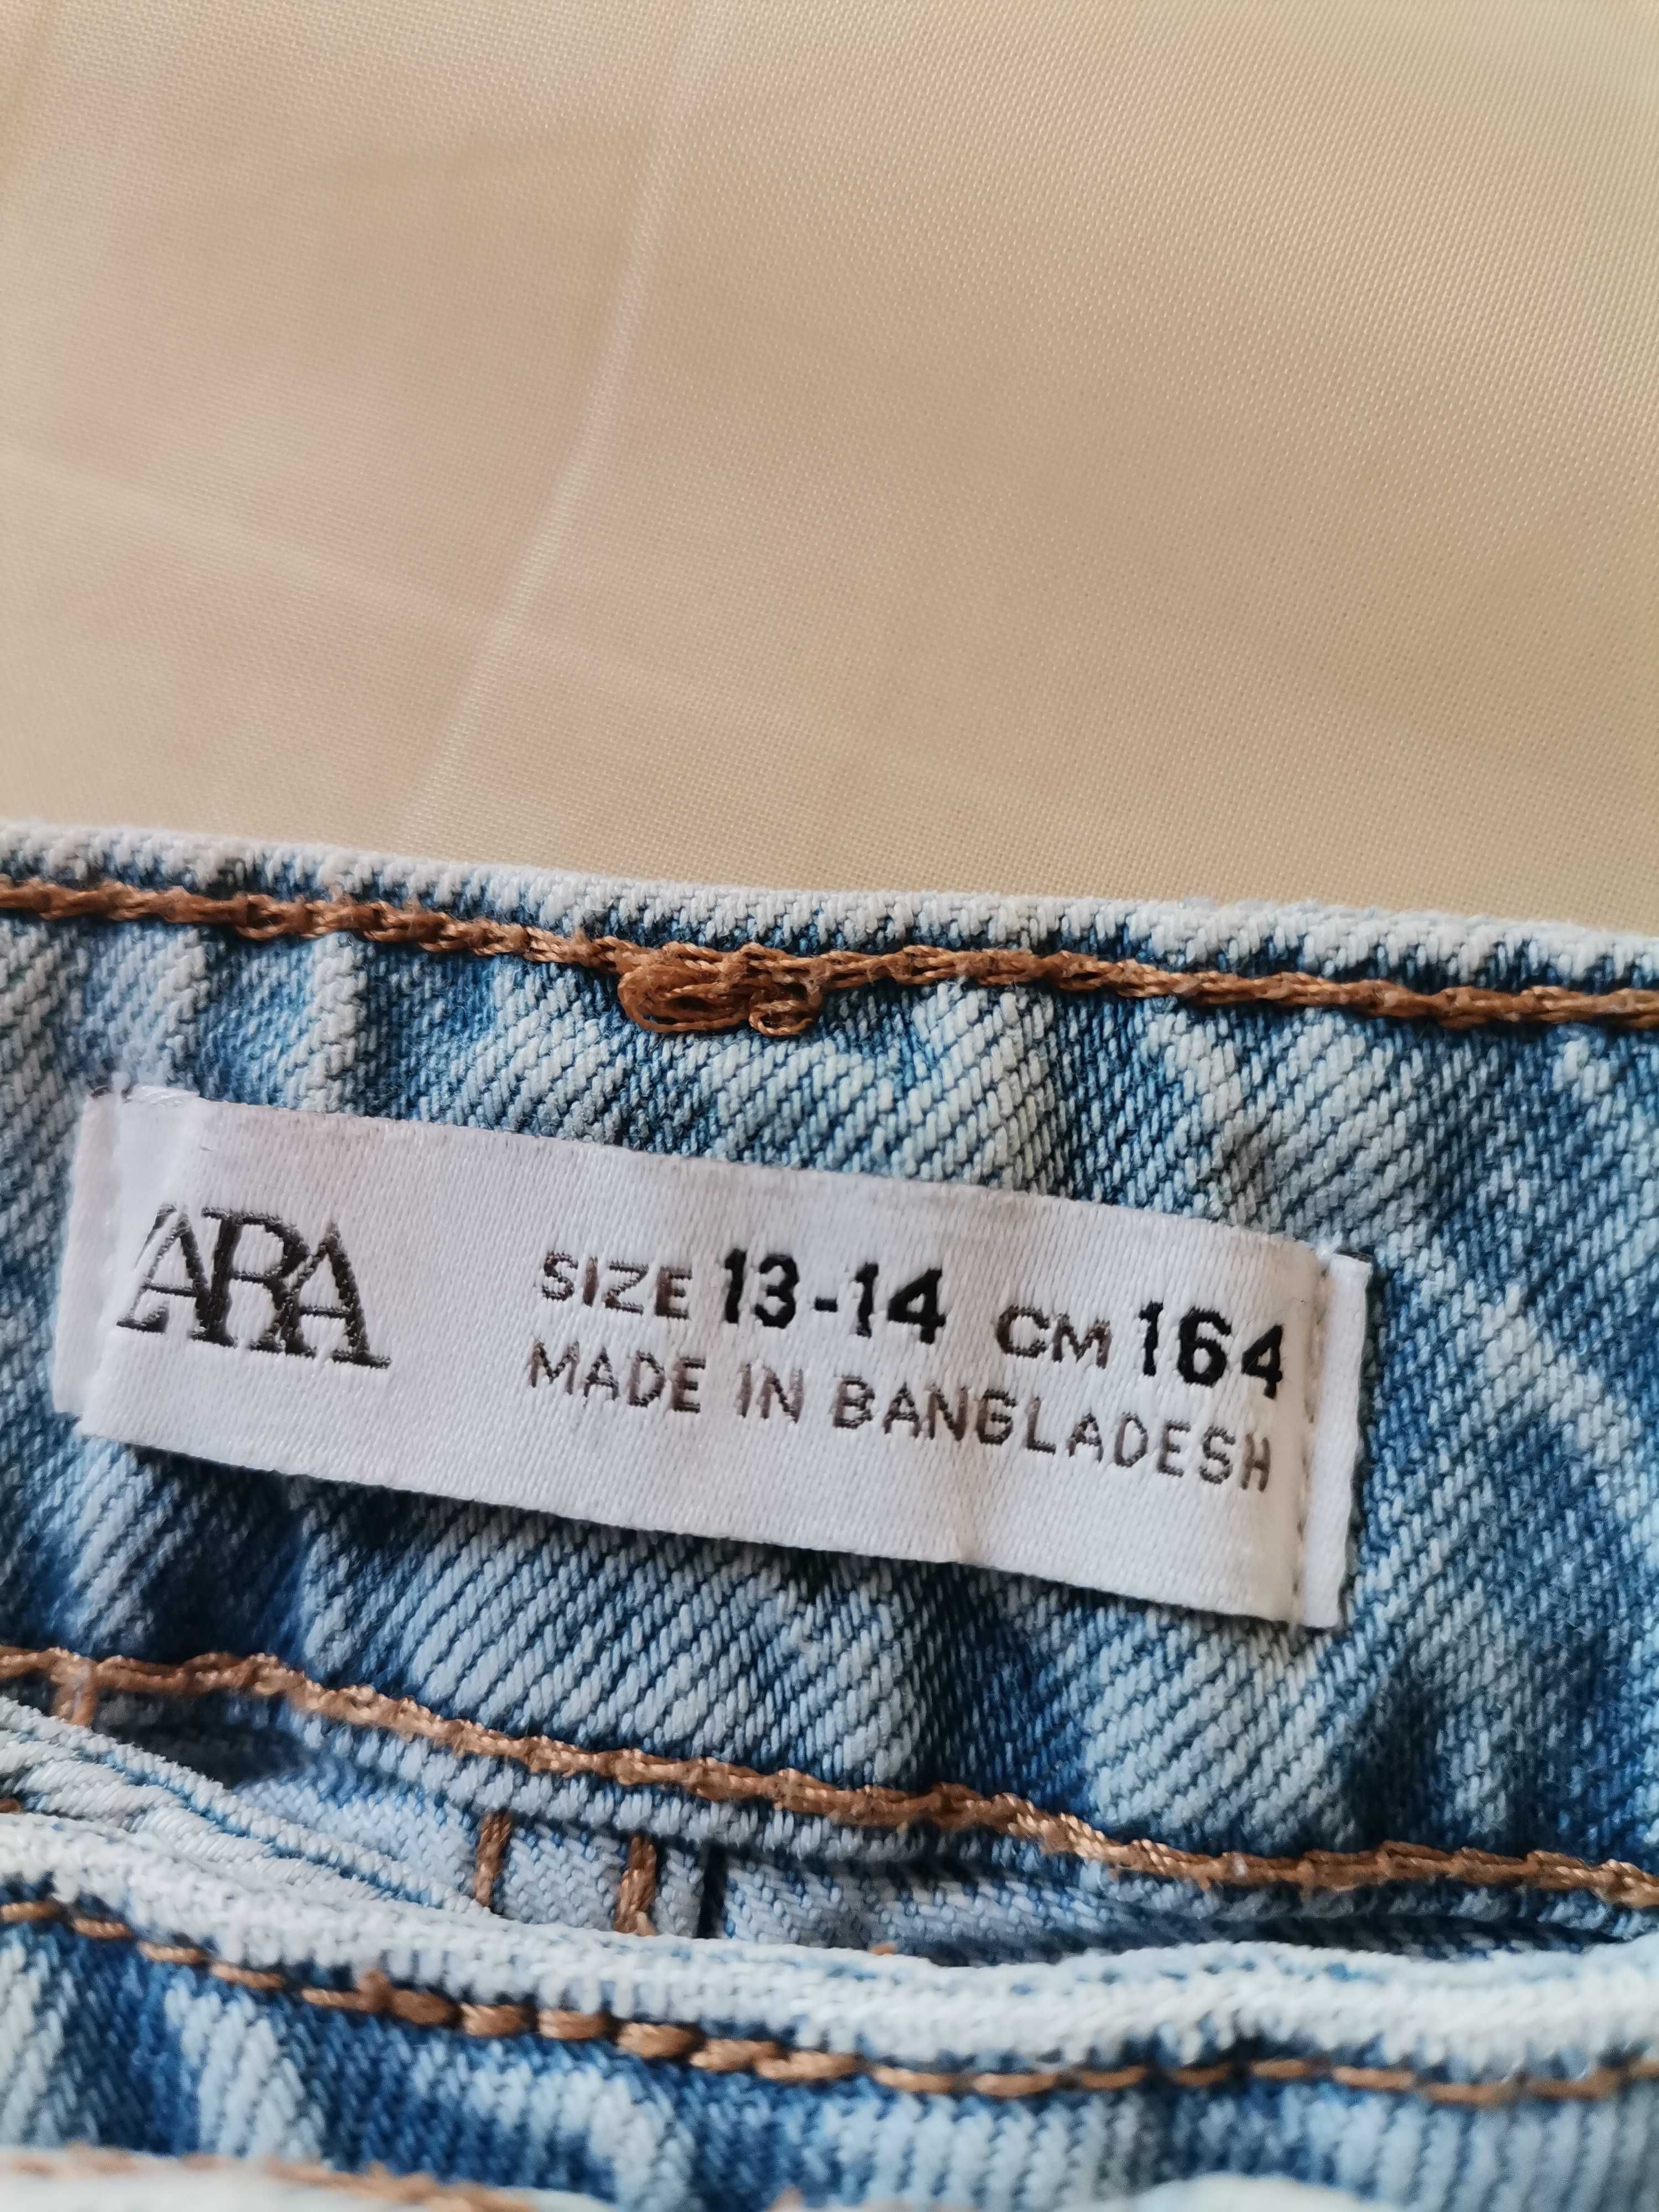 ZARA
SIZE 13-14 CM 164
MADE IN BANGLADESH